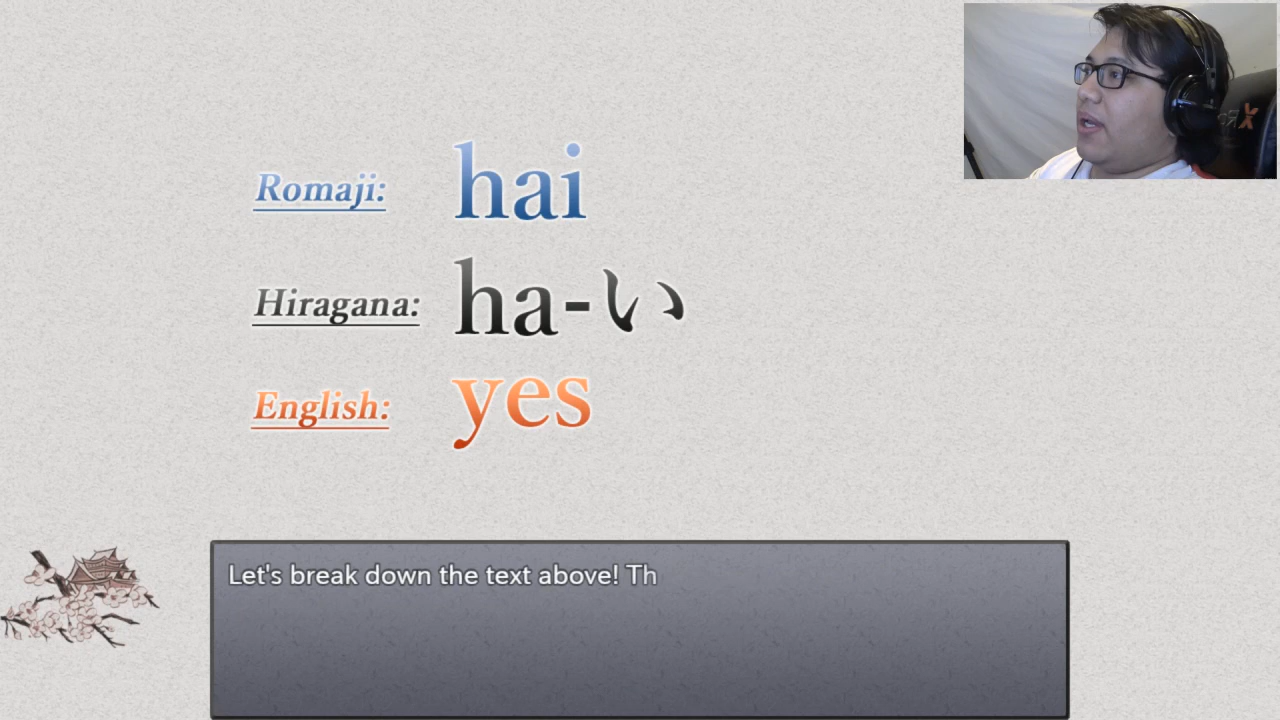 Romaji: hai
Hiragana: ha-い
English: yes
Let's break down the text above! Th